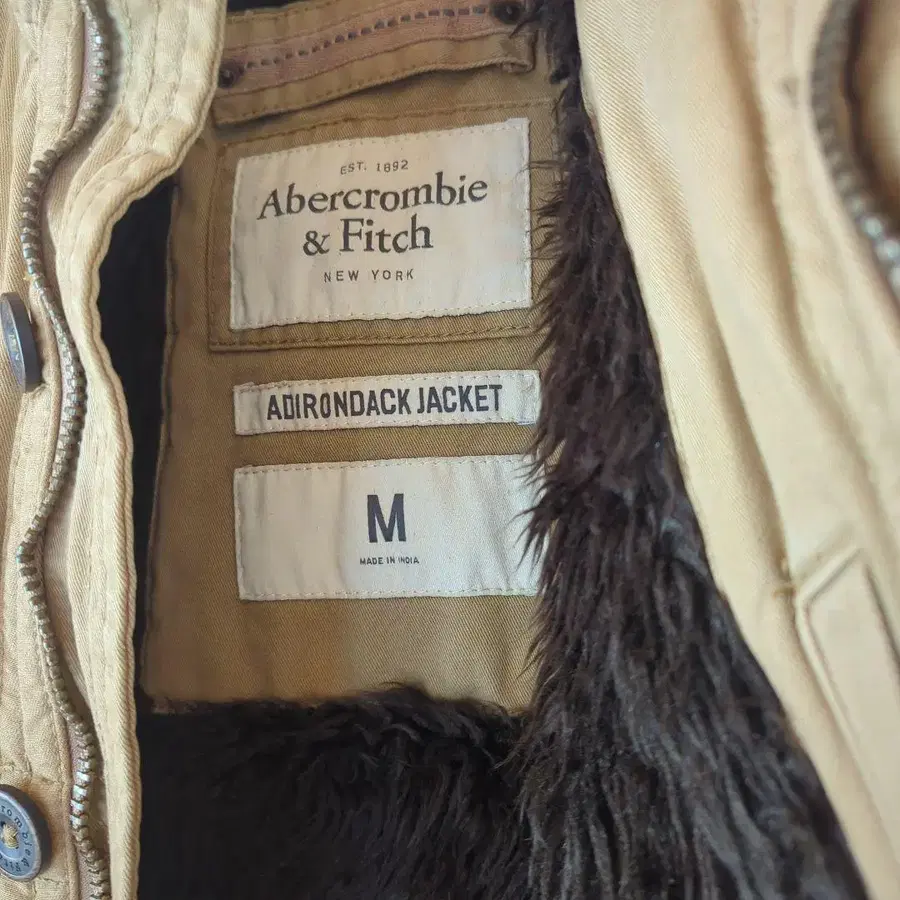 EST. 1892
Abercrombie
& Fitch
NEW YORK
ADIRONDACK JACKET
M
MADE IN INDIA